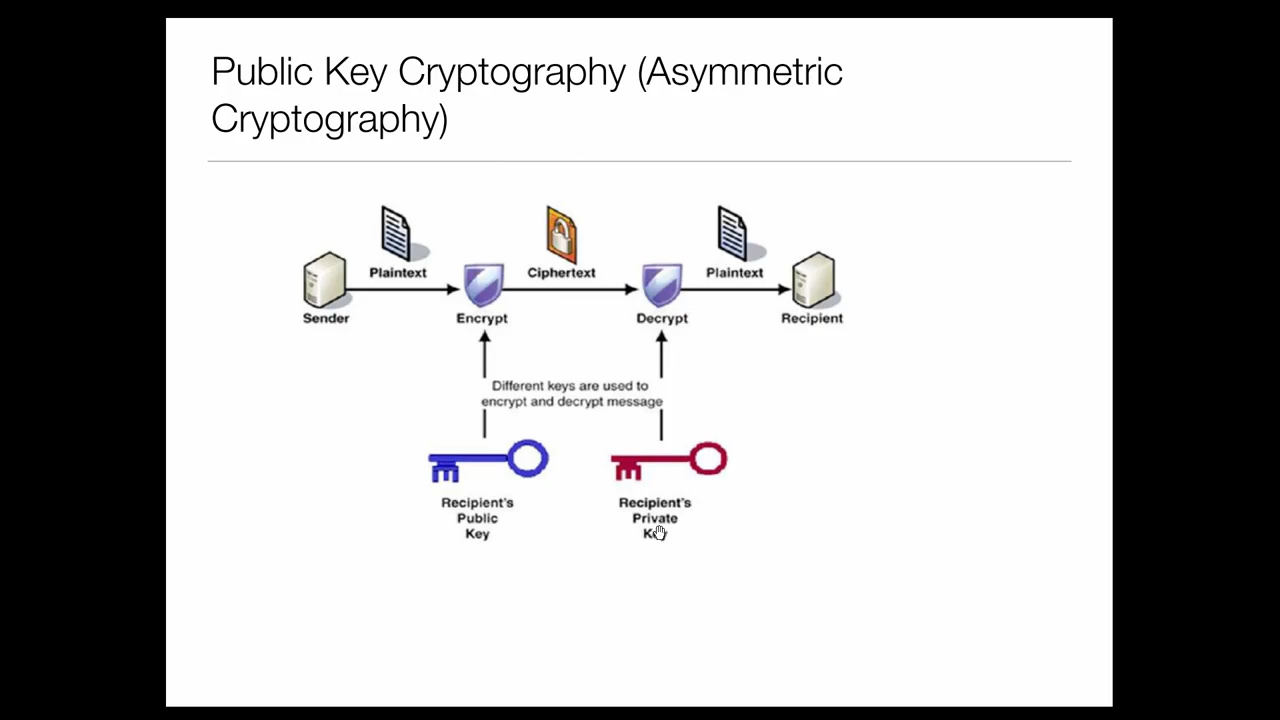 Public Key Cryptography (Asymmetric
Cryptography)
Plaintext
Ciphertext
Plaintext
Sender
Encrypt
Decrypt
Recipient
Different keys are used to
encrypt and decrypt message
Recipient's
Public
Key
Recipient's
Private
Key